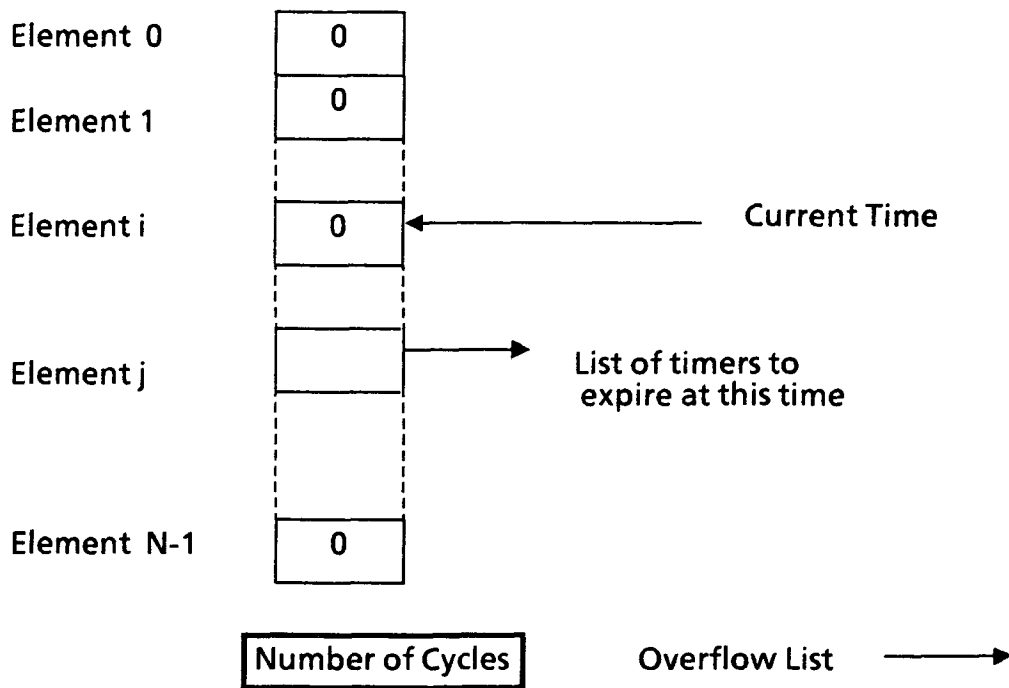 Element 0 0
Element 1 0
Element i 0 Current Time
Element j List of timers to
expire at this time
Element N-1 0
Number of Cycles Overflow List